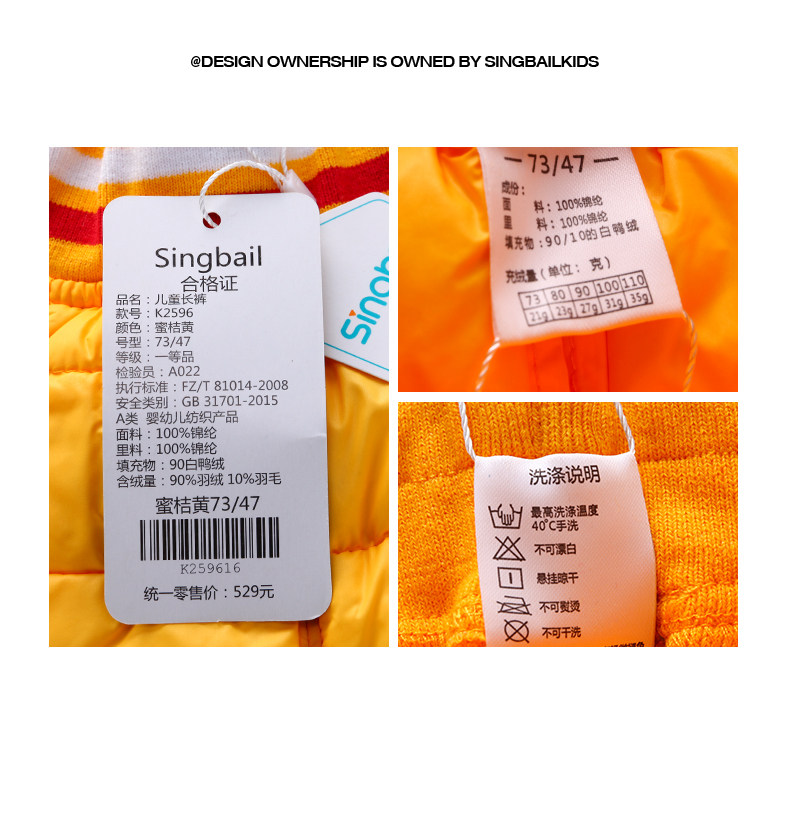 @DESIGN OWNERSHIP IS OWNED BY SINGBAILKIDS
Singbail
合格证
品名：儿童长裤
款号：K2596
颜色：蜜桔黄
号型：73/47
等级：一等品
检验员：A022
执行标准：FZ/T 81014-2008
安全类别：GB 31701-2015
A类 婴幼儿纺织产品
面料：100%锦纶
里料：100%锦纶
填充物：90白鸭绒
含绒量：90%羽绒 10%羽毛
蜜桔黄73/47
K259616
统一零售价：529元
Singb
73/47
成份：
面 料：100%锦纶
里 料：100%锦纶
填充物：90/10的白鸭绒
充绒量（单位：克）
73 80 90 100 110
21g 23g 27g 31g 35g
洗涤说明
最高洗涤温度
40℃手洗
不可漂白
悬挂晾干
不可熨烫
不可干洗